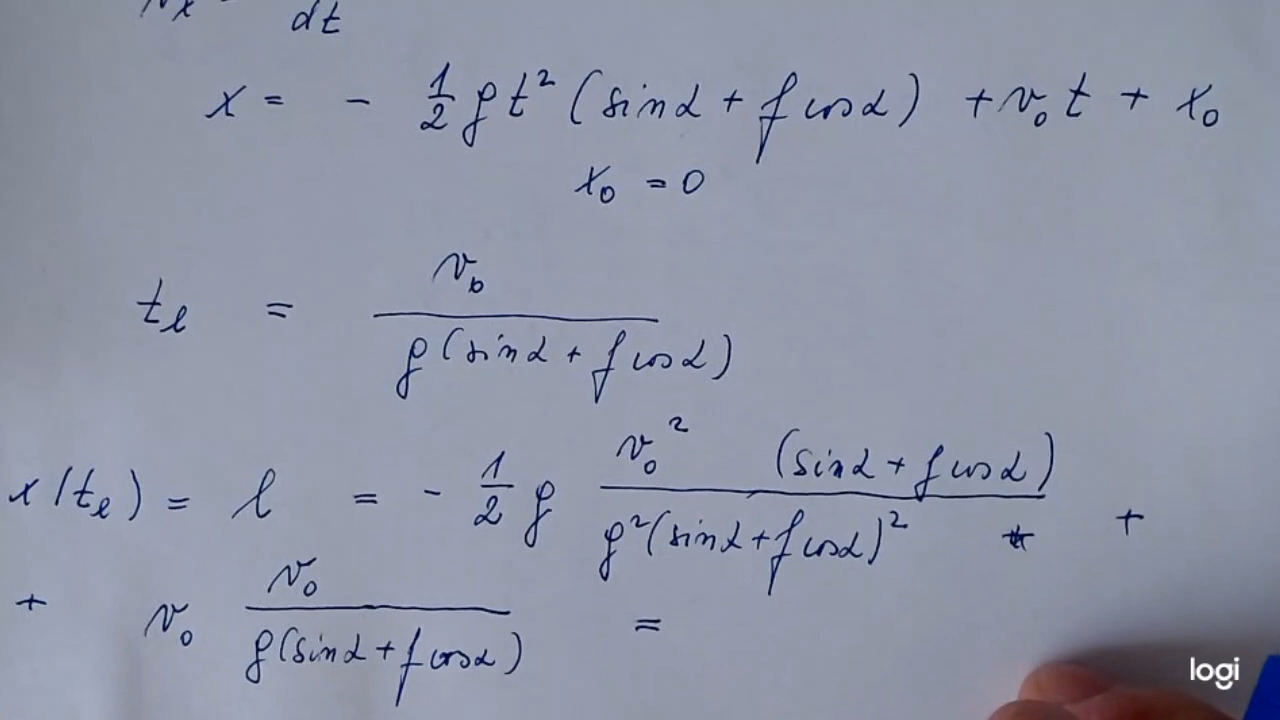 dt
x = - 1/2 g t² (sin α + f cos α) + v₀ t + x₀
x₀ = 0
t_ℓ = v₀ / g (sin α + f cos α)
x(t_ℓ) = ℓ = - 1/2 g v₀² (sin α + f cos α) / g² (sin α + f cos α)² +
+ v₀ v₀ / g (sin α + f cos α) =
logi